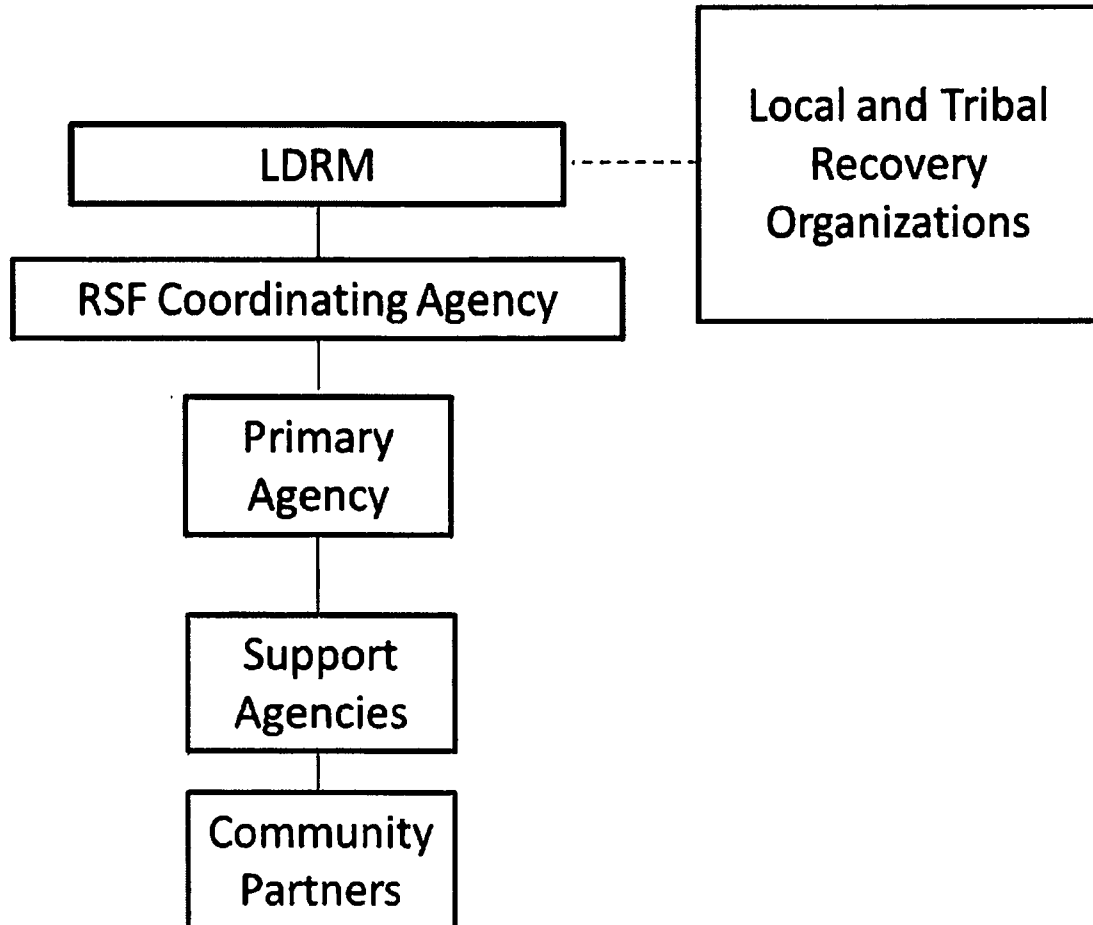 Local and Tribal
Recovery
Organizations
LDRM
RSF Coordinating Agency
Primary
Agency
Support
Agencies
Community
Partners